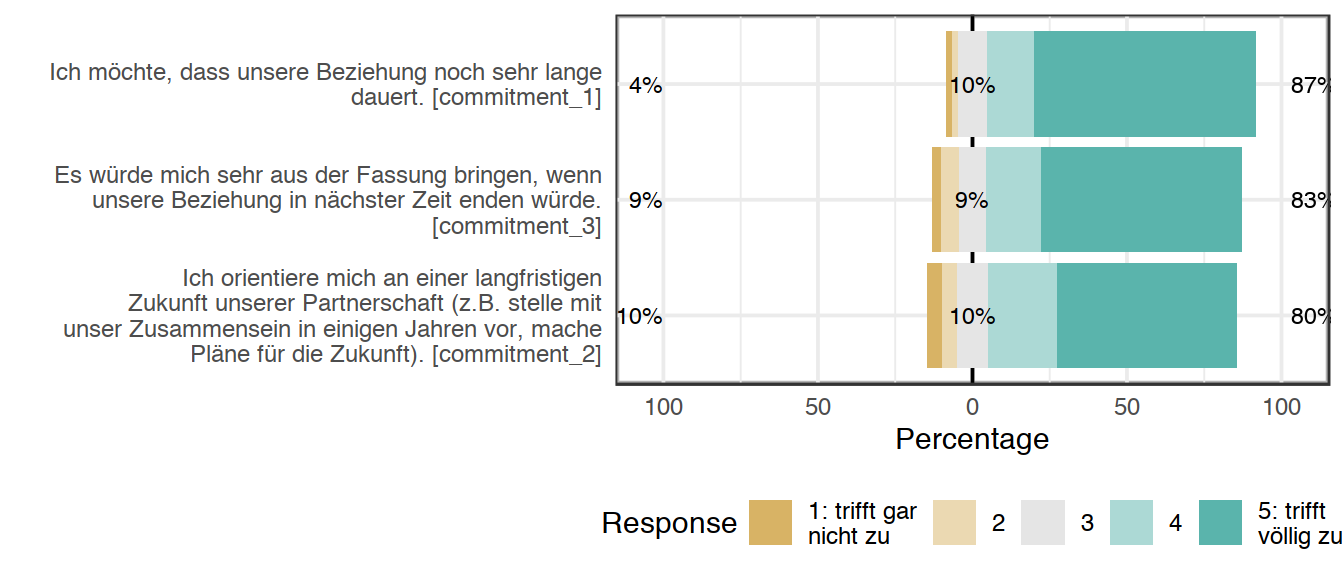 Ich möchte, dass unsere Beziehung noch sehr lange
dauert. [commitment_1]
4%
10%
87%
Es würde mich sehr aus der Fassung bringen, wenn
unsere Beziehung in nächster Zeit enden würde.
[commitment_3]
9%
9%
83%
Ich orientiere mich an einer langfristigen
Zukunft unserer Partnerschaft (z.B. stelle mit
unser Zusammensein in einigen Jahren vor, mache
Pläne für die Zukunft). [commitment_2]
10%
10%
80%
100 50 0 50 100
Percentage
Response
1: trifft gar
nicht zu
2
3
4
5: trifft
völlig zu